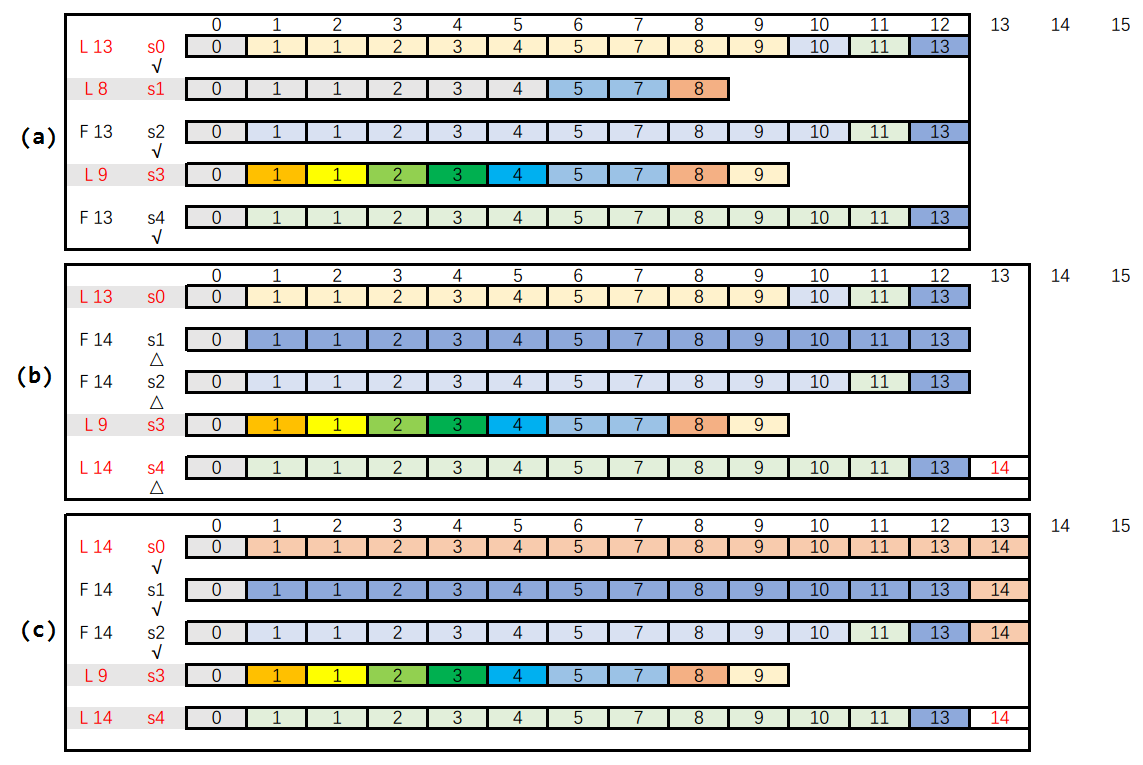 0 1 2 3 4 5 6 7 8 9 10 11 12 13 14 15
L 13 s0 0 1 1 2 3 4 5 7 8 9 10 11 13
√
L 8 s1 0 1 1 2 3 4 5 7 8
(a) F 13 s2 0 1 1 2 3 4 5 7 8 9 10 11 13
√
L 9 s3 0 1 1 2 3 4 5 7 8 9
F 13 s4 0 1 1 2 3 4 5 7 8 9 10 11 13
√
0 1 2 3 4 5 6 7 8 9 10 11 12 13 14 15
L 13 s0 0 1 1 2 3 4 5 7 8 9 10 11 13
F 14 s1 0 1 1 2 3 4 5 7 8 9 10 11 13
△
(b) F 14 s2 0 1 1 2 3 4 5 7 8 9 10 11 13
△
L 9 s3 0 1 1 2 3 4 5 7 8 9
L 14 s4 0 1 1 2 3 4 5 7 8 9 10 11 13 14
△
0 1 2 3 4 5 6 7 8 9 10 11 12 13 14 15
L 14 s0 0 1 1 2 3 4 5 7 8 9 10 11 13 14
√
F 14 s1 0 1 1 2 3 4 5 7 8 9 10 11 13 14
√
(c) F 14 s2 0 1 1 2 3 4 5 7 8 9 10 11 13 14
√
L 9 s3 0 1 1 2 3 4 5 7 8 9
L 14 s4 0 1 1 2 3 4 5 7 8 9 10 11 13 14